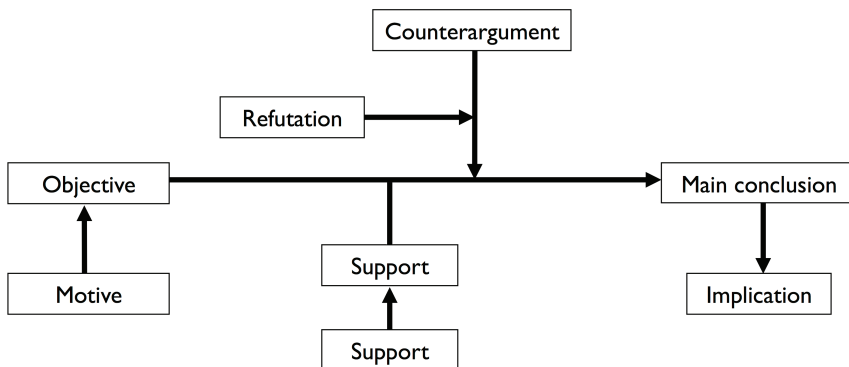 Counterargument
Refutation
Objective
Main conclusion
Support
Motive
Implication
Support